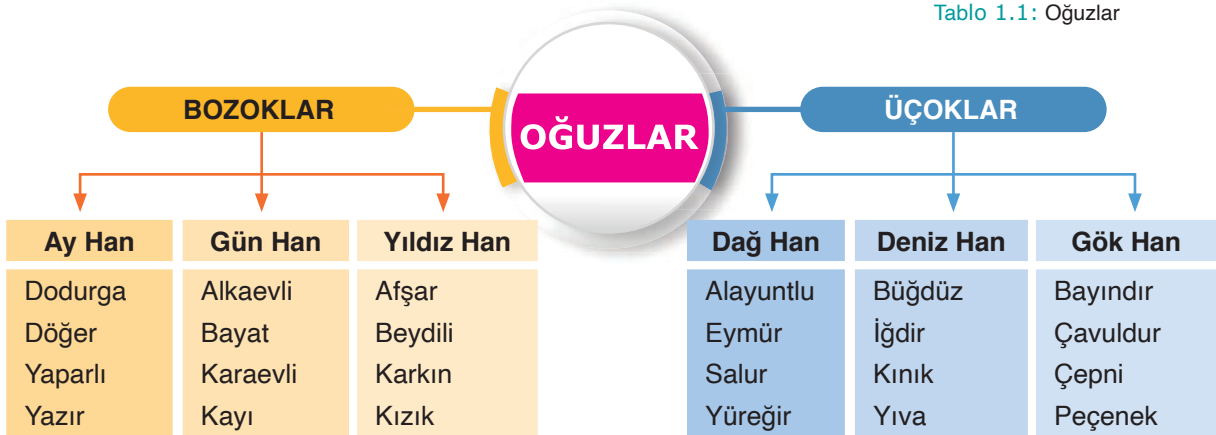 Tablo 1.1: Oğuzlar
OĞUZLAR
BOZOKLAR
Ay Han
Dodurga
Döğer
Yaparlı
Yazır
Gün Han
Alkaevli
Bayat
Karaevli
Kayı
Yıldız Han
Afşar
Beydili
Karkın
Kızık
ÜÇOKLAR
Dağ Han
Alayuntlu
Eymür
Salur
Yüreğir
Deniz Han
Büğdüz
İğdir
Kınık
Yıva
Gök Han
Bayındır
Çavuldur
Çepni
Peçenek